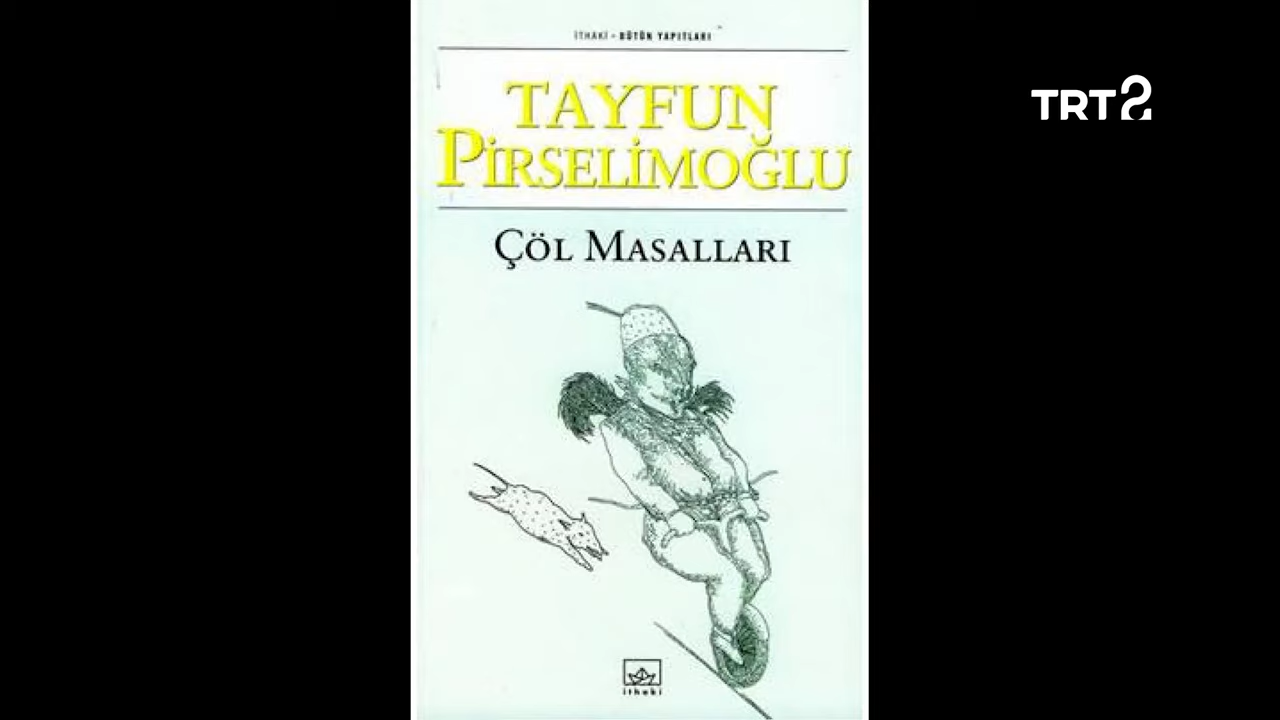 İTHAKİ - BÜTÜN YAPITLARI
TAYFUN
PİRSELİMOĞLU
ÇÖL MASALLARI
ithaki
TRT2